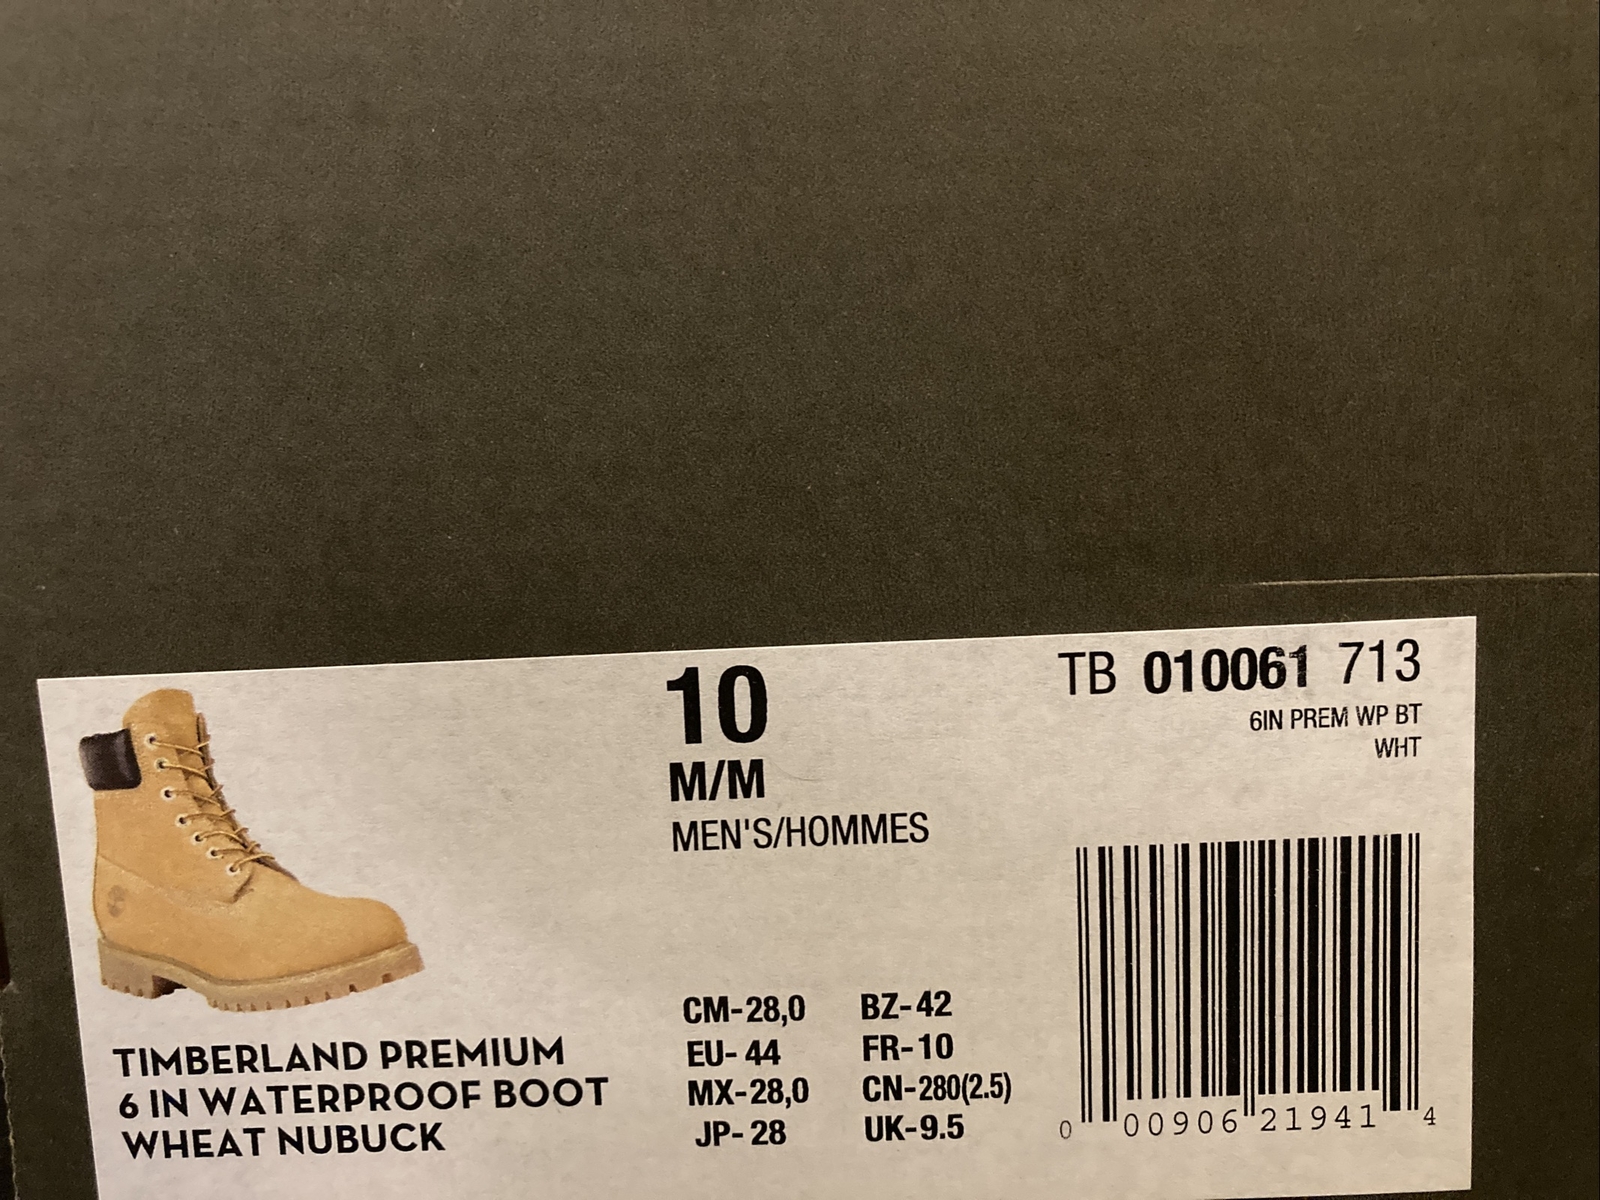 10
M/M
MEN'S/HOMMES
TB 010061 713
6IN PREM WP BT
WHT
TIMBERLAND PREMIUM
6 IN WATERPROOF BOOT
WHEAT NUBUCK
CM-28,0 BZ-42
EU-44 FR-10
MX-28,0 CN-280(2.5)
JP-28 UK-9.5
0 00906 21941 4